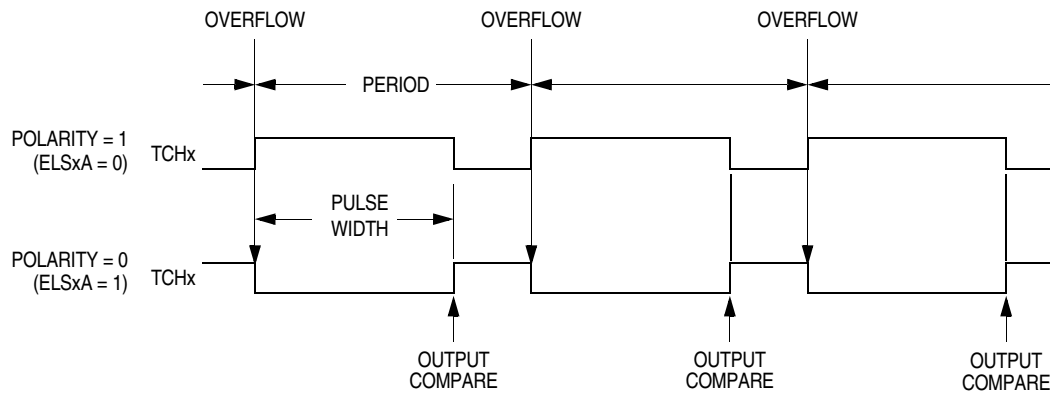 OVERFLOW OVERFLOW OVERFLOW
PERIOD
POLARITY = 1
(ELSxA = 0)
TCHx
PULSE
WIDTH
POLARITY = 0
(ELSxA = 1)
TCHx
OUTPUT
COMPARE
OUTPUT
COMPARE
OUTPUT
COMPARE